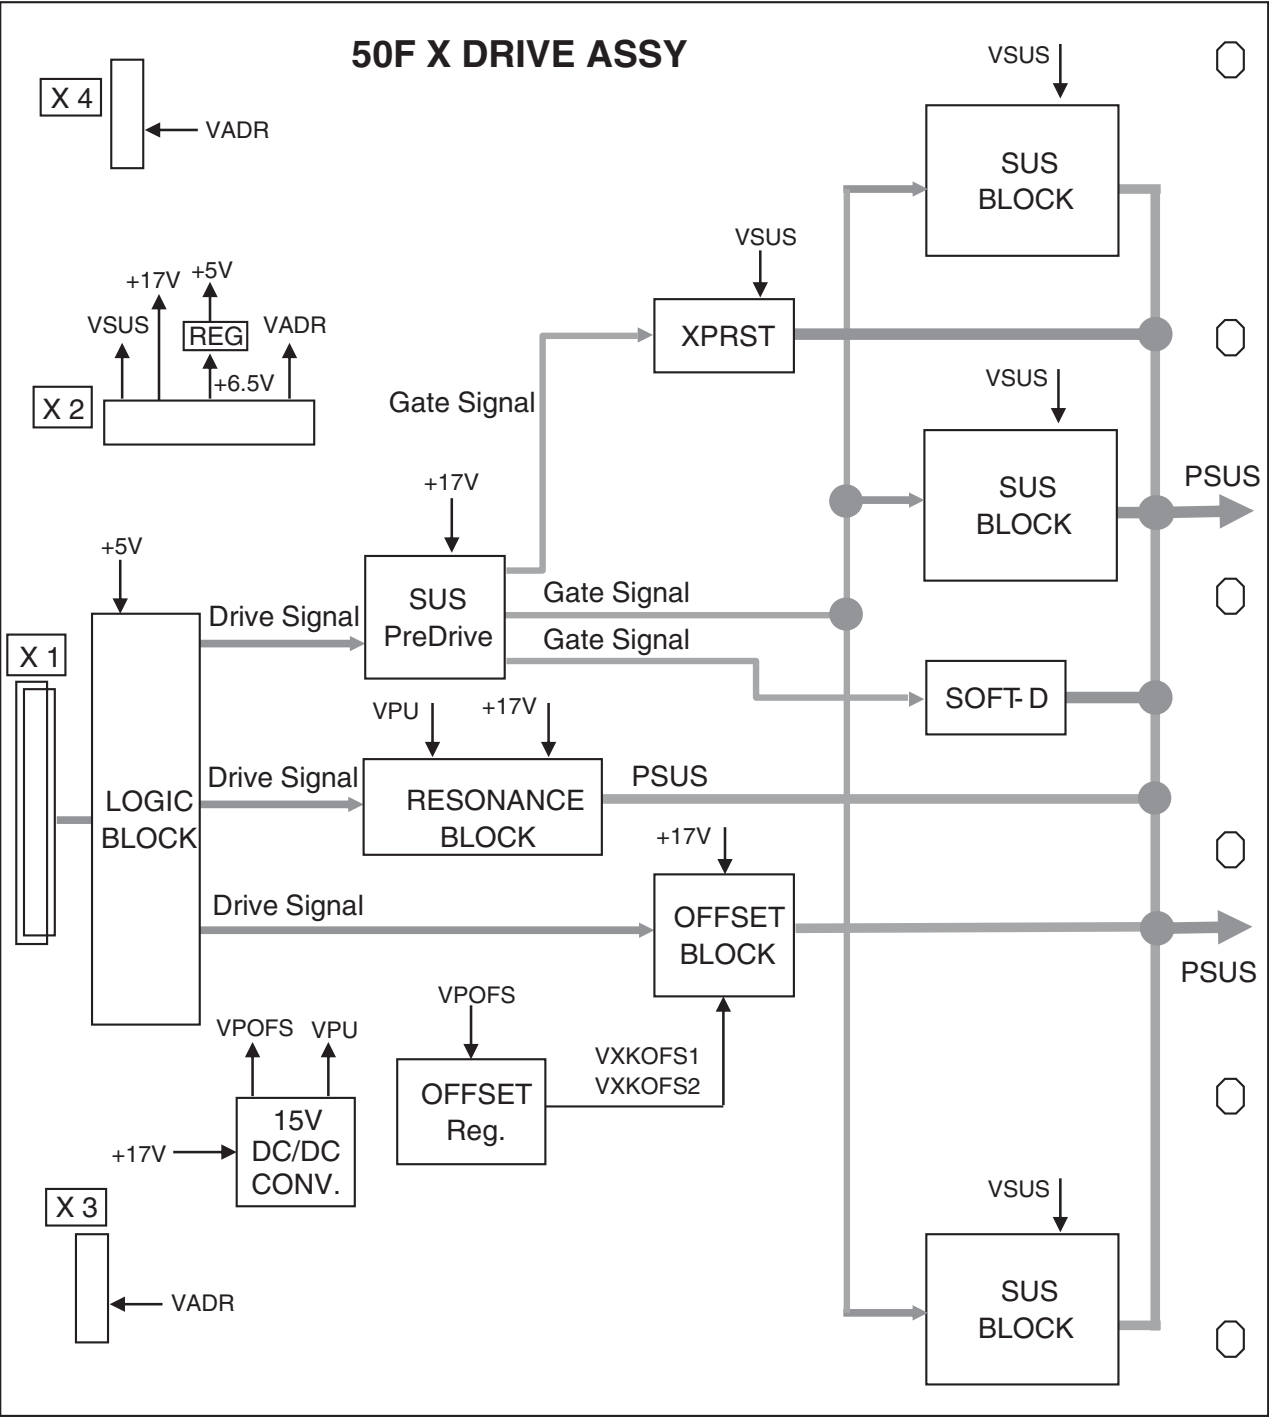 50F X DRIVE ASSY
X 4
VADR
VSUS
SUS
BLOCK
VSUS
XPRST
+17V
+5V
VSUS
REG
VADR
+6.5V
X 2
Gate Signal
VSUS
SUS
BLOCK
PSUS
+17V
+5V
SUS
PreDrive
Drive Signal
Gate Signal
Gate Signal
X 1
SOFT-D
VPU
+17V
LOGIC
BLOCK
Drive Signal
RESONANCE
BLOCK
PSUS
+17V
Drive Signal
OFFSET
BLOCK
PSUS
VPOFS
VPOFS
VPU
OFFSET
Reg.
VXKOFS1
VXKOFS2
+17V
15V
DC/DC
CONV.
X 3
VADR
VSUS
SUS
BLOCK